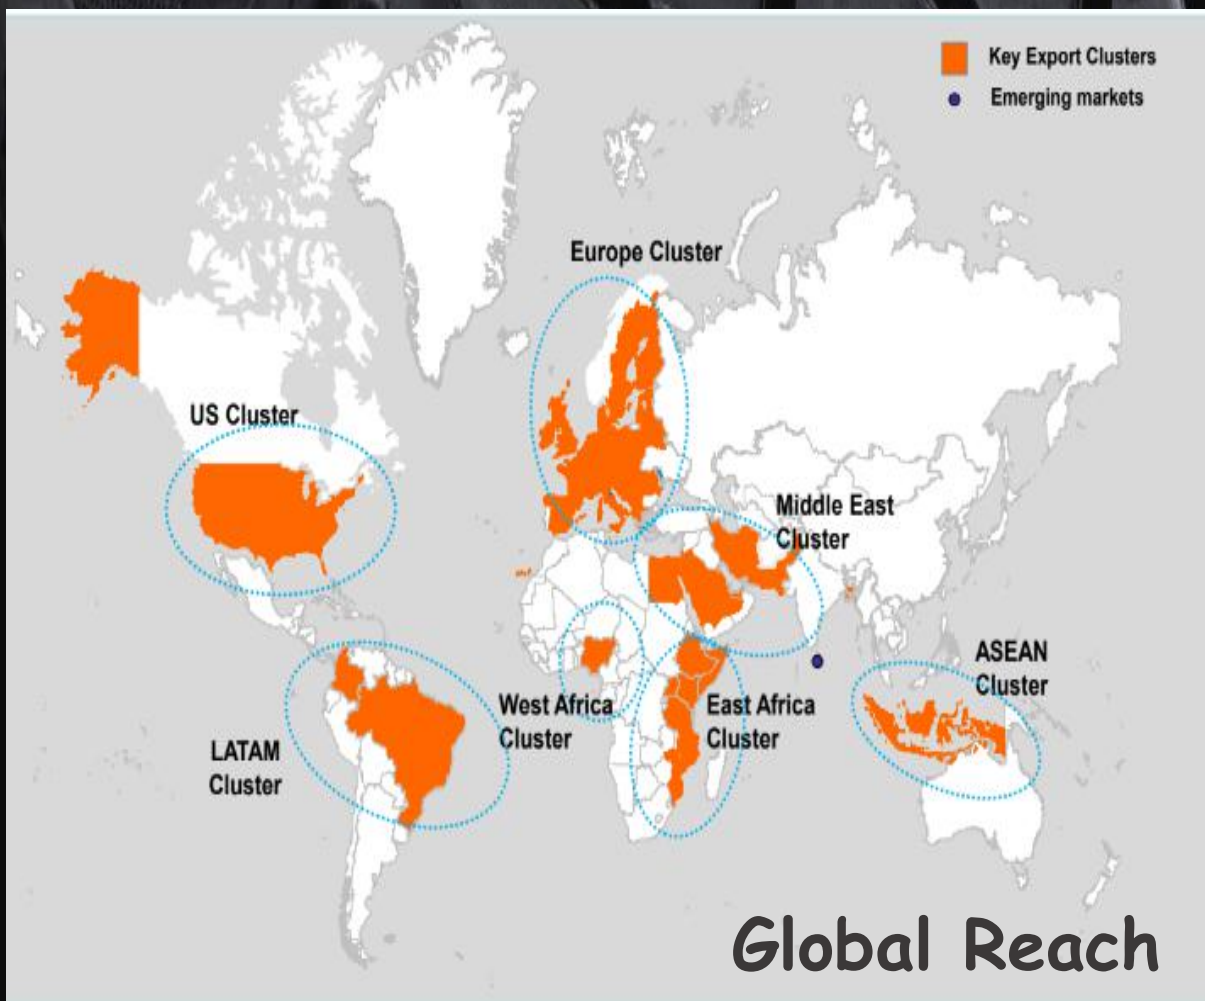 Key Export Clusters
Emerging markets
Europe Cluster
US Cluster
Middle East
Cluster
ASEAN
Cluster
West Africa
Cluster
East Africa
Cluster
LATAM
Cluster
Global Reach